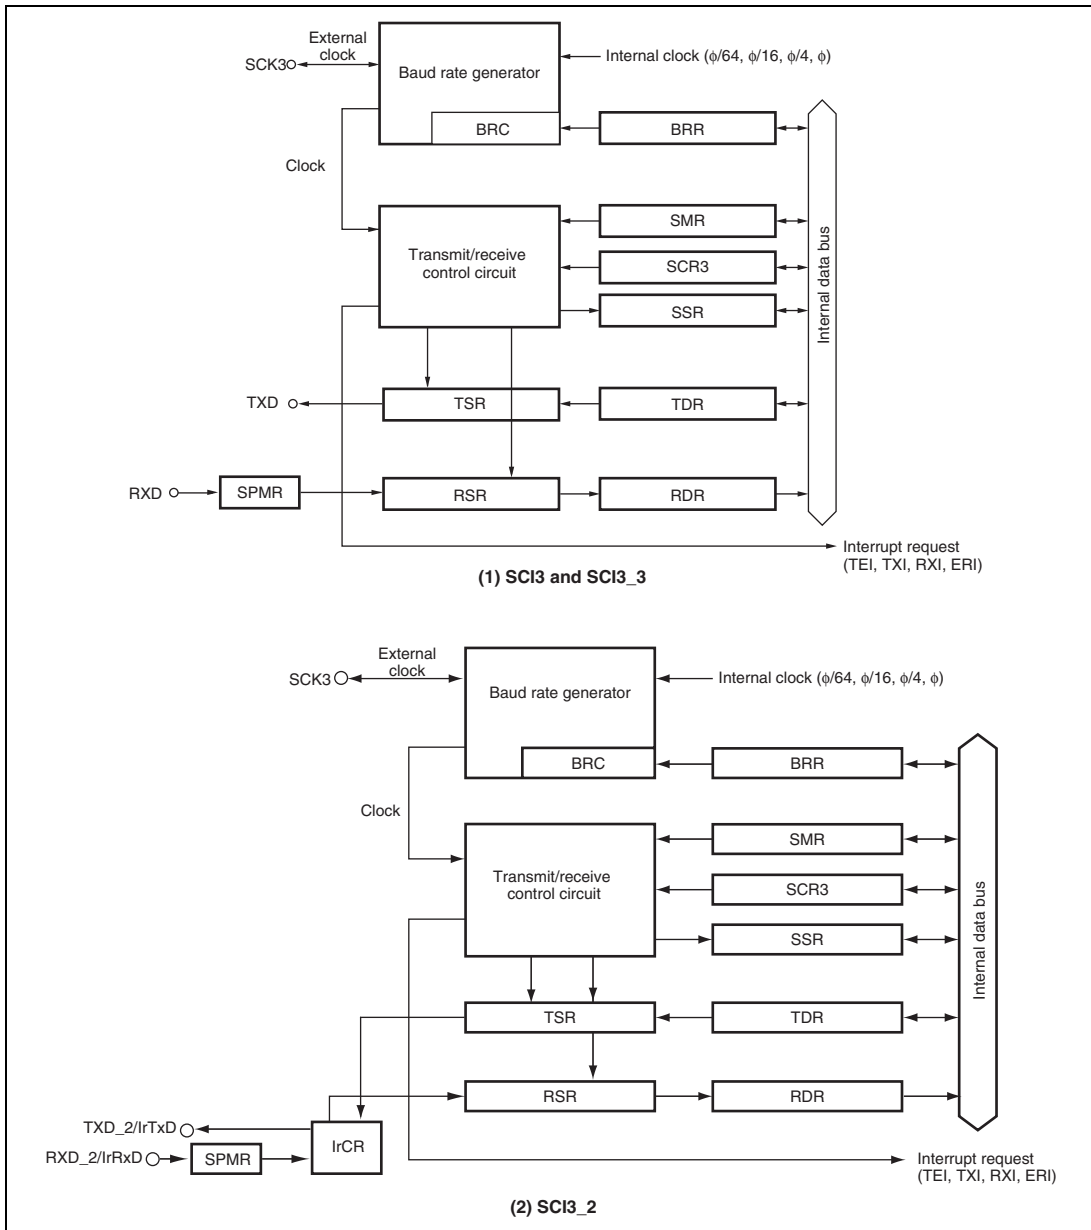 External
clock
SCK3
Baud rate generator
Internal clock (ϕ/64, ϕ/16, ϕ/4, ϕ)
BRC
BRR
Clock
Transmit/receive
control circuit
SMR
SCR3
SSR
Internal data bus
TXD
TSR
TDR
RXD
SPMR
RSR
RDR
Interrupt request
(TEI, TXI, RXI, ERI)
(1) SCI3 and SCI3_3
External
clock
SCK3
Baud rate generator
Internal clock (ϕ/64, ϕ/16, ϕ/4, ϕ)
BRC
BRR
Clock
Transmit/receive
control circuit
SMR
SCR3
SSR
Internal data bus
TSR
TDR
RSR
RDR
TXD_2/IrTxD
RXD_2/IrRxD
SPMR
IrCR
Interrupt request
(TEI, TXI, RXI, ERI)
(2) SCI3_2